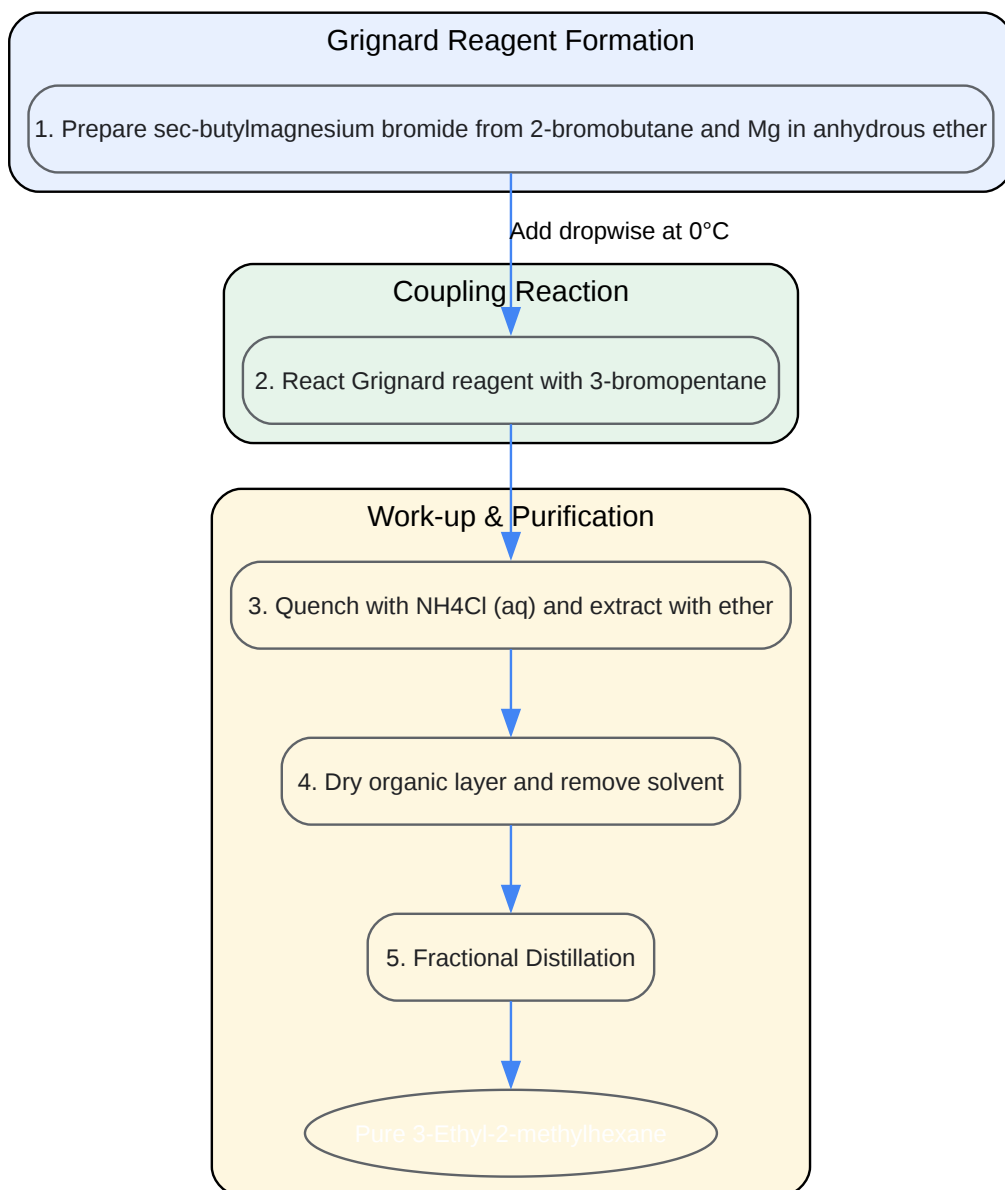 Grignard Reagent Formation
1. Prepare sec-butylmagnesium bromide from 2-bromobutane and Mg in anhydrous ether
Add dropwise at 0°C
Coupling Reaction
2. React Grignard reagent with 3-bromopentane
Work-up & Purification
3. Quench with NH4Cl (aq) and extract with ether
4. Dry organic layer and remove solvent
5. Fractional Distillation
Pure 3-Ethyl-2-methylhexane